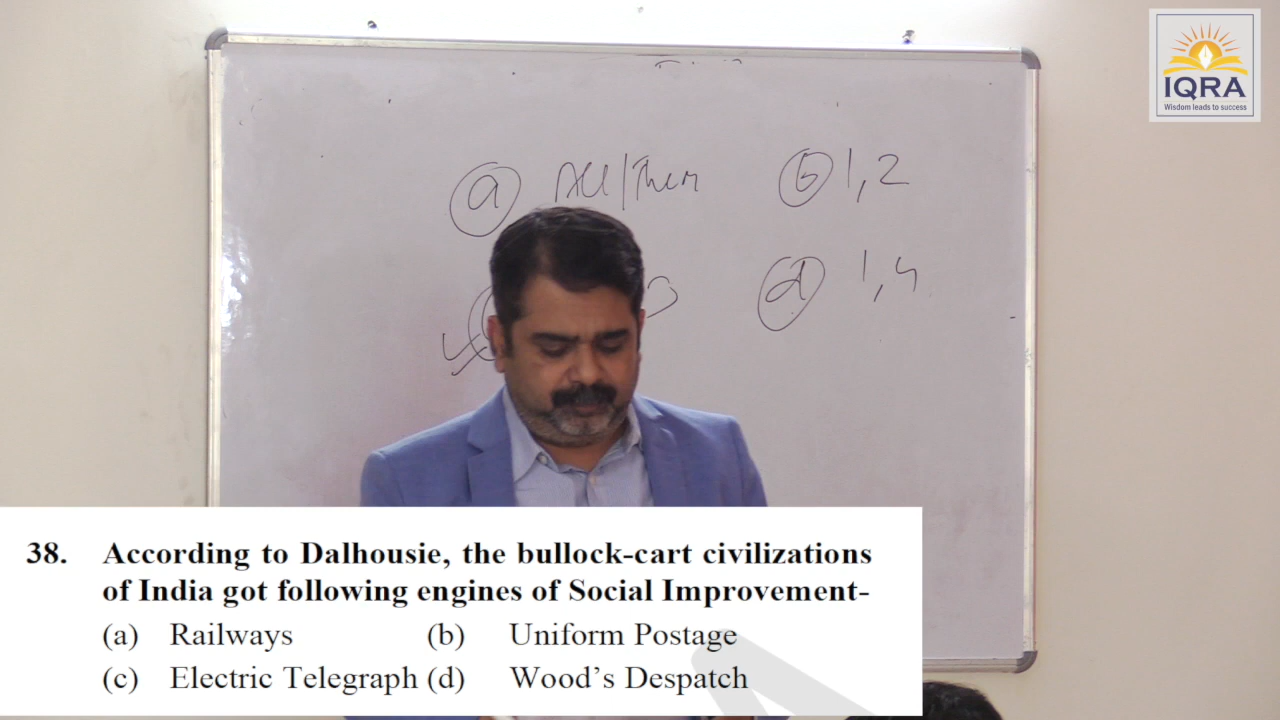 IQRA
Wisdom leads to success
(a) All/Them (b) 1,2
3 (d) 1,4
38. According to Dalhousie, the bullock-cart civilizations
of India got following engines of Social Improvement-
(a) Railways (b) Uniform Postage
(c) Electric Telegraph (d) Wood's Despatch